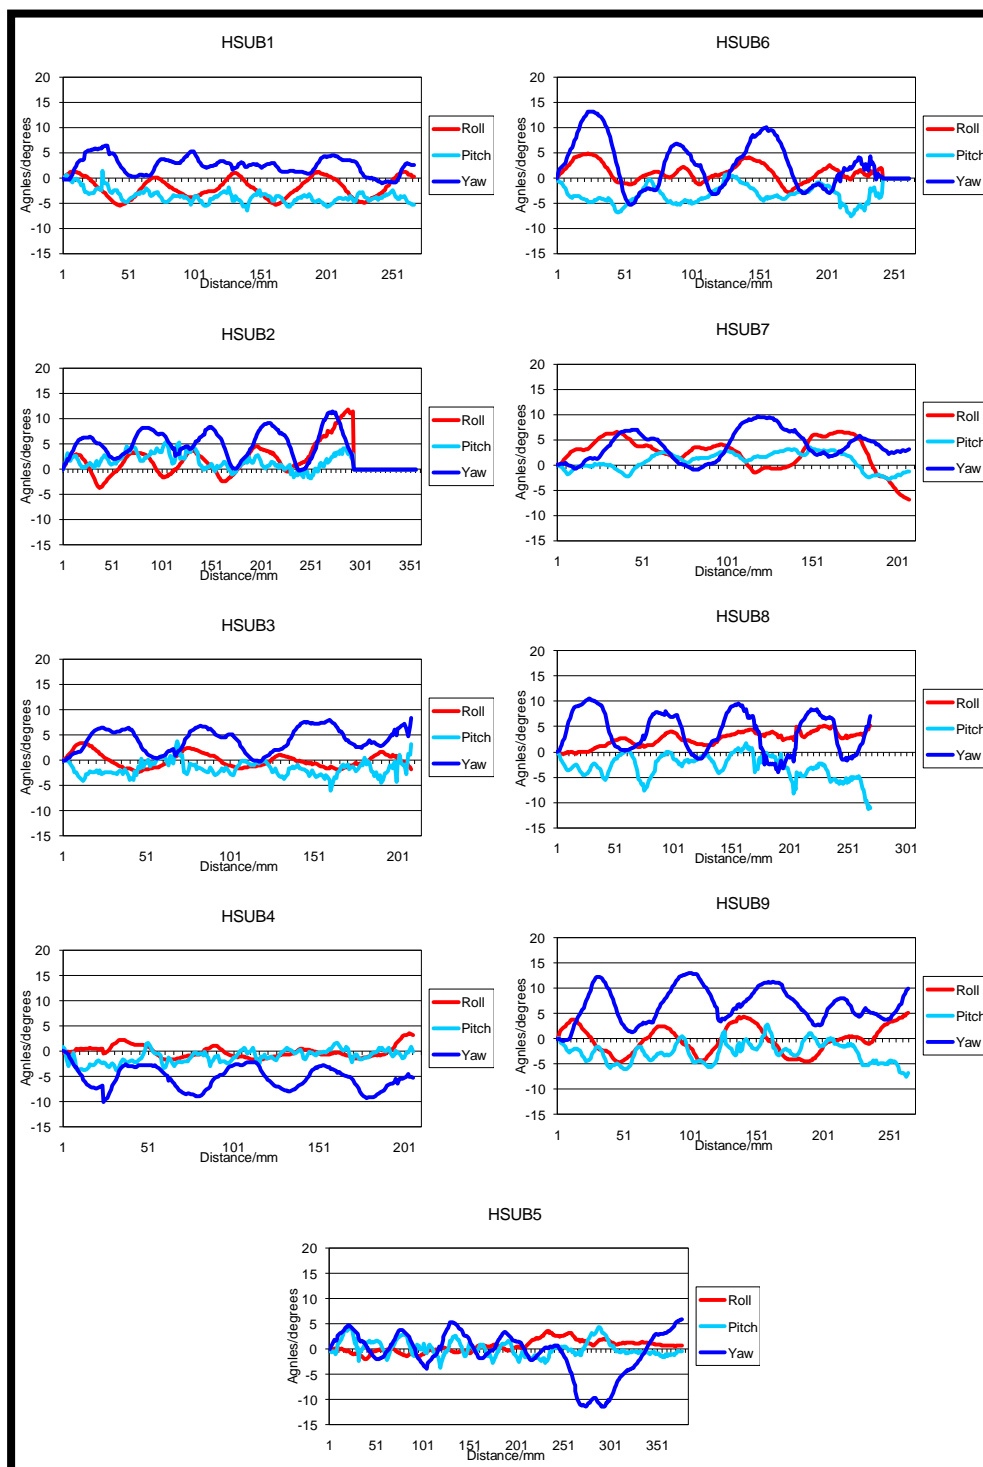 HSUB1
20
15
10
5
0
-5
-10
-15
Agnles/degrees
1 51 101 151 201 251
Distance/mm
Roll
Pitch
Yaw
HSUB6
20
15
10
5
0
-5
-10
-15
Agnles/degrees
1 51 101 151 201 251
Distance/mm
Roll
Pitch
Yaw
HSUB2
20
15
10
5
0
-5
-10
-15
Agnles/degrees
1 51 101 151 201 251 301 351
Distance/mm
Roll
Pitch
Yaw
HSUB7
20
15
10
5
0
-5
-10
-15
Agnles/degrees
1 51 101 151 201
Distance/mm
Roll
Pitch
Yaw
HSUB3
20
15
10
5
0
-5
-10
-15
Agnles/degrees
1 51 101 151 201
Distance/mm
Roll
Pitch
Yaw
HSUB8
20
15
10
5
0
-5
-10
-15
Agnles/degrees
1 51 101 151 201 251 301
Distance/mm
Roll
Pitch
Yaw
HSUB4
20
15
10
5
0
-5
-10
-15
Agnles/degrees
1 51 101 151 201
Distance/mm
Roll
Pitch
Yaw
HSUB9
20
15
10
5
0
-5
-10
-15
Agnles/degrees
1 51 101 151 201 251
Distance/mm
Roll
Pitch
Yaw
HSUB5
20
15
10
5
0
-5
-10
-15
Agnles/degrees
1 51 101 151 201 251 301 351
Distance/mm
Roll
Pitch
Yaw